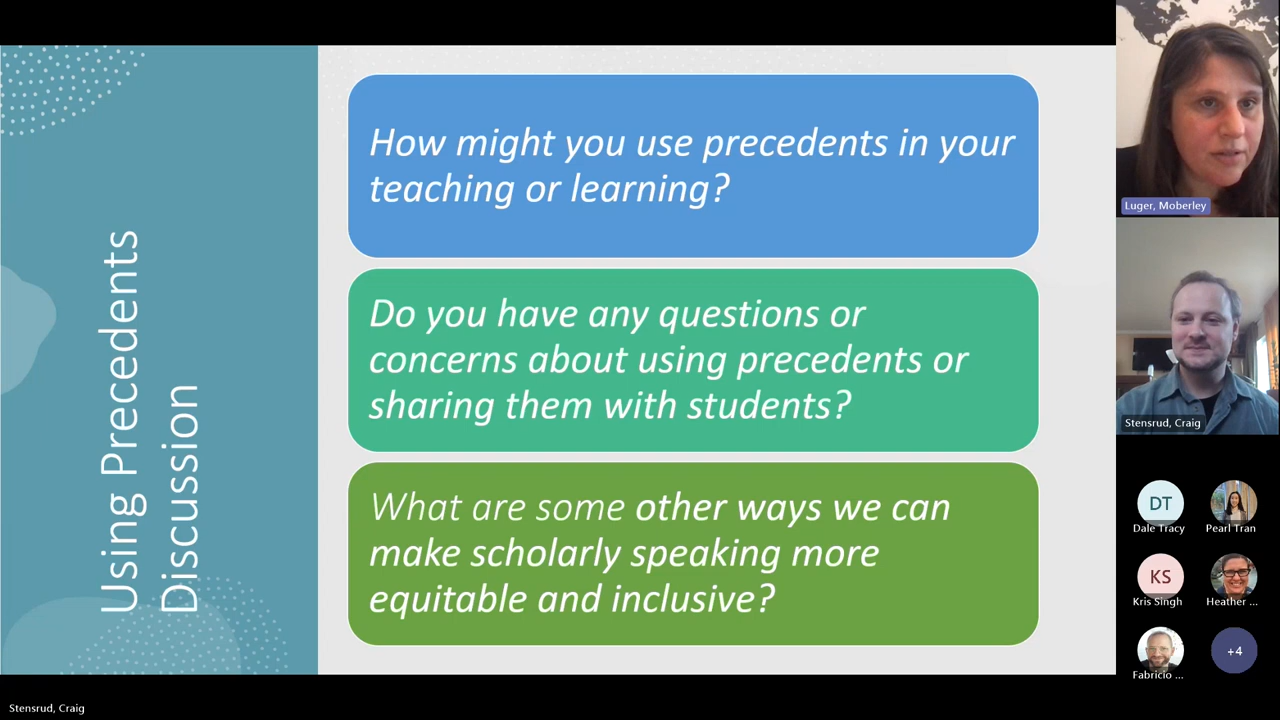 Using Precedents
Discussion
How might you use precedents in your
teaching or learning?
Do you have any questions or
concerns about using precedents or
sharing them with students?
What are some other ways we can
make scholarly speaking more
equitable and inclusive?
Luger, Moberley
Stensrud, Craig
DT
Dale Tracy
Pearl Tran
KS
Kris Singh
Heather ...
Fabricio ...
+4
Stensrud, Craig